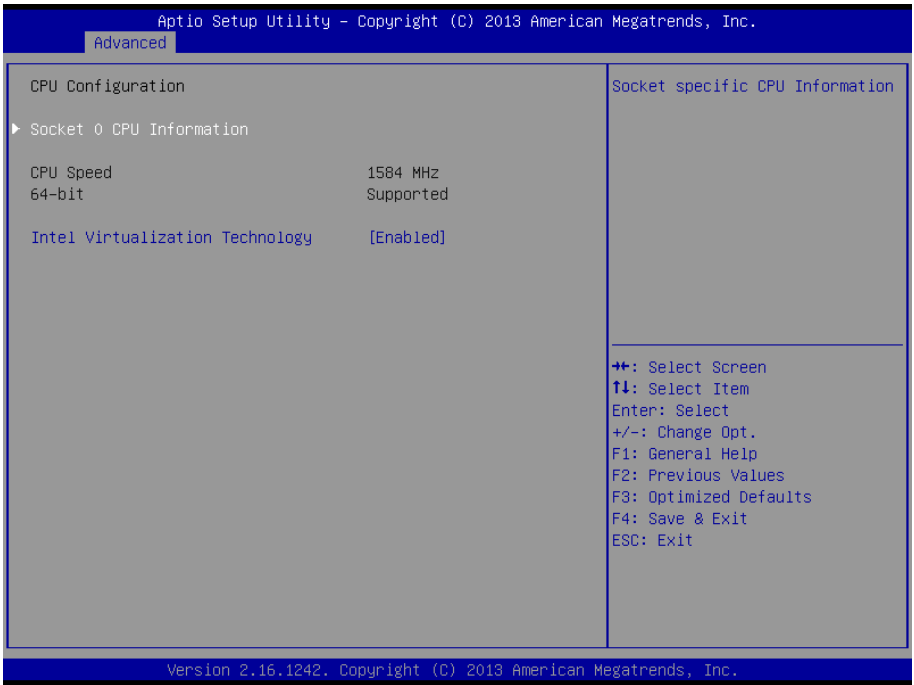 Aptio Setup Utility – Copyright (C) 2013 American Megatrends, Inc.
Advanced
CPU Configuration
Socket 0 CPU Information
CPU Speed 1584 MHz
64-bit Supported
Intel Virtualization Technology [Enabled]
Socket specific CPU Information
→←: Select Screen
↑↓: Select Item
Enter: Select
+/-: Change Opt.
F1: General Help
F2: Previous Values
F3: Optimized Defaults
F4: Save & Exit
ESC: Exit
Version 2.16.1242. Copyright (C) 2013 American Megatrends, Inc.